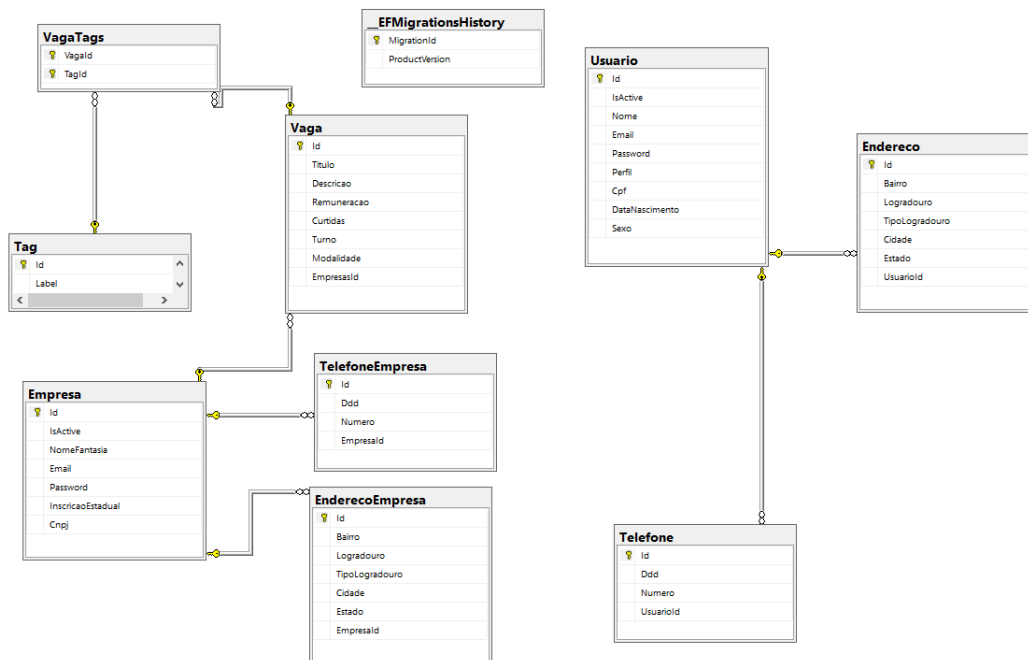 VagaTags
VagaId
TagId
__EFMigrationsHistory
MigrationId
ProductVersion
Usuario
Id
IsActive
Nome
Email
Password
Perfil
Cpf
DataNascimento
Sexo
Endereco
Id
Bairro
Logradouro
TipoLogradouro
Cidade
Estado
UsuarioId
Vaga
Id
Titulo
Descricao
Remuneracao
Curtidas
Turno
Modalidade
EmpresasId
Tag
Id
Label
Empresa
Id
IsActive
NomeFantasia
Email
Password
InscricaoEstadual
Cnpj
TelefoneEmpresa
Id
Ddd
Numero
EmpresaId
EnderecoEmpresa
Id
Bairro
Logradouro
TipoLogradouro
Cidade
Estado
EmpresaId
Telefone
Id
Ddd
Numero
UsuarioId